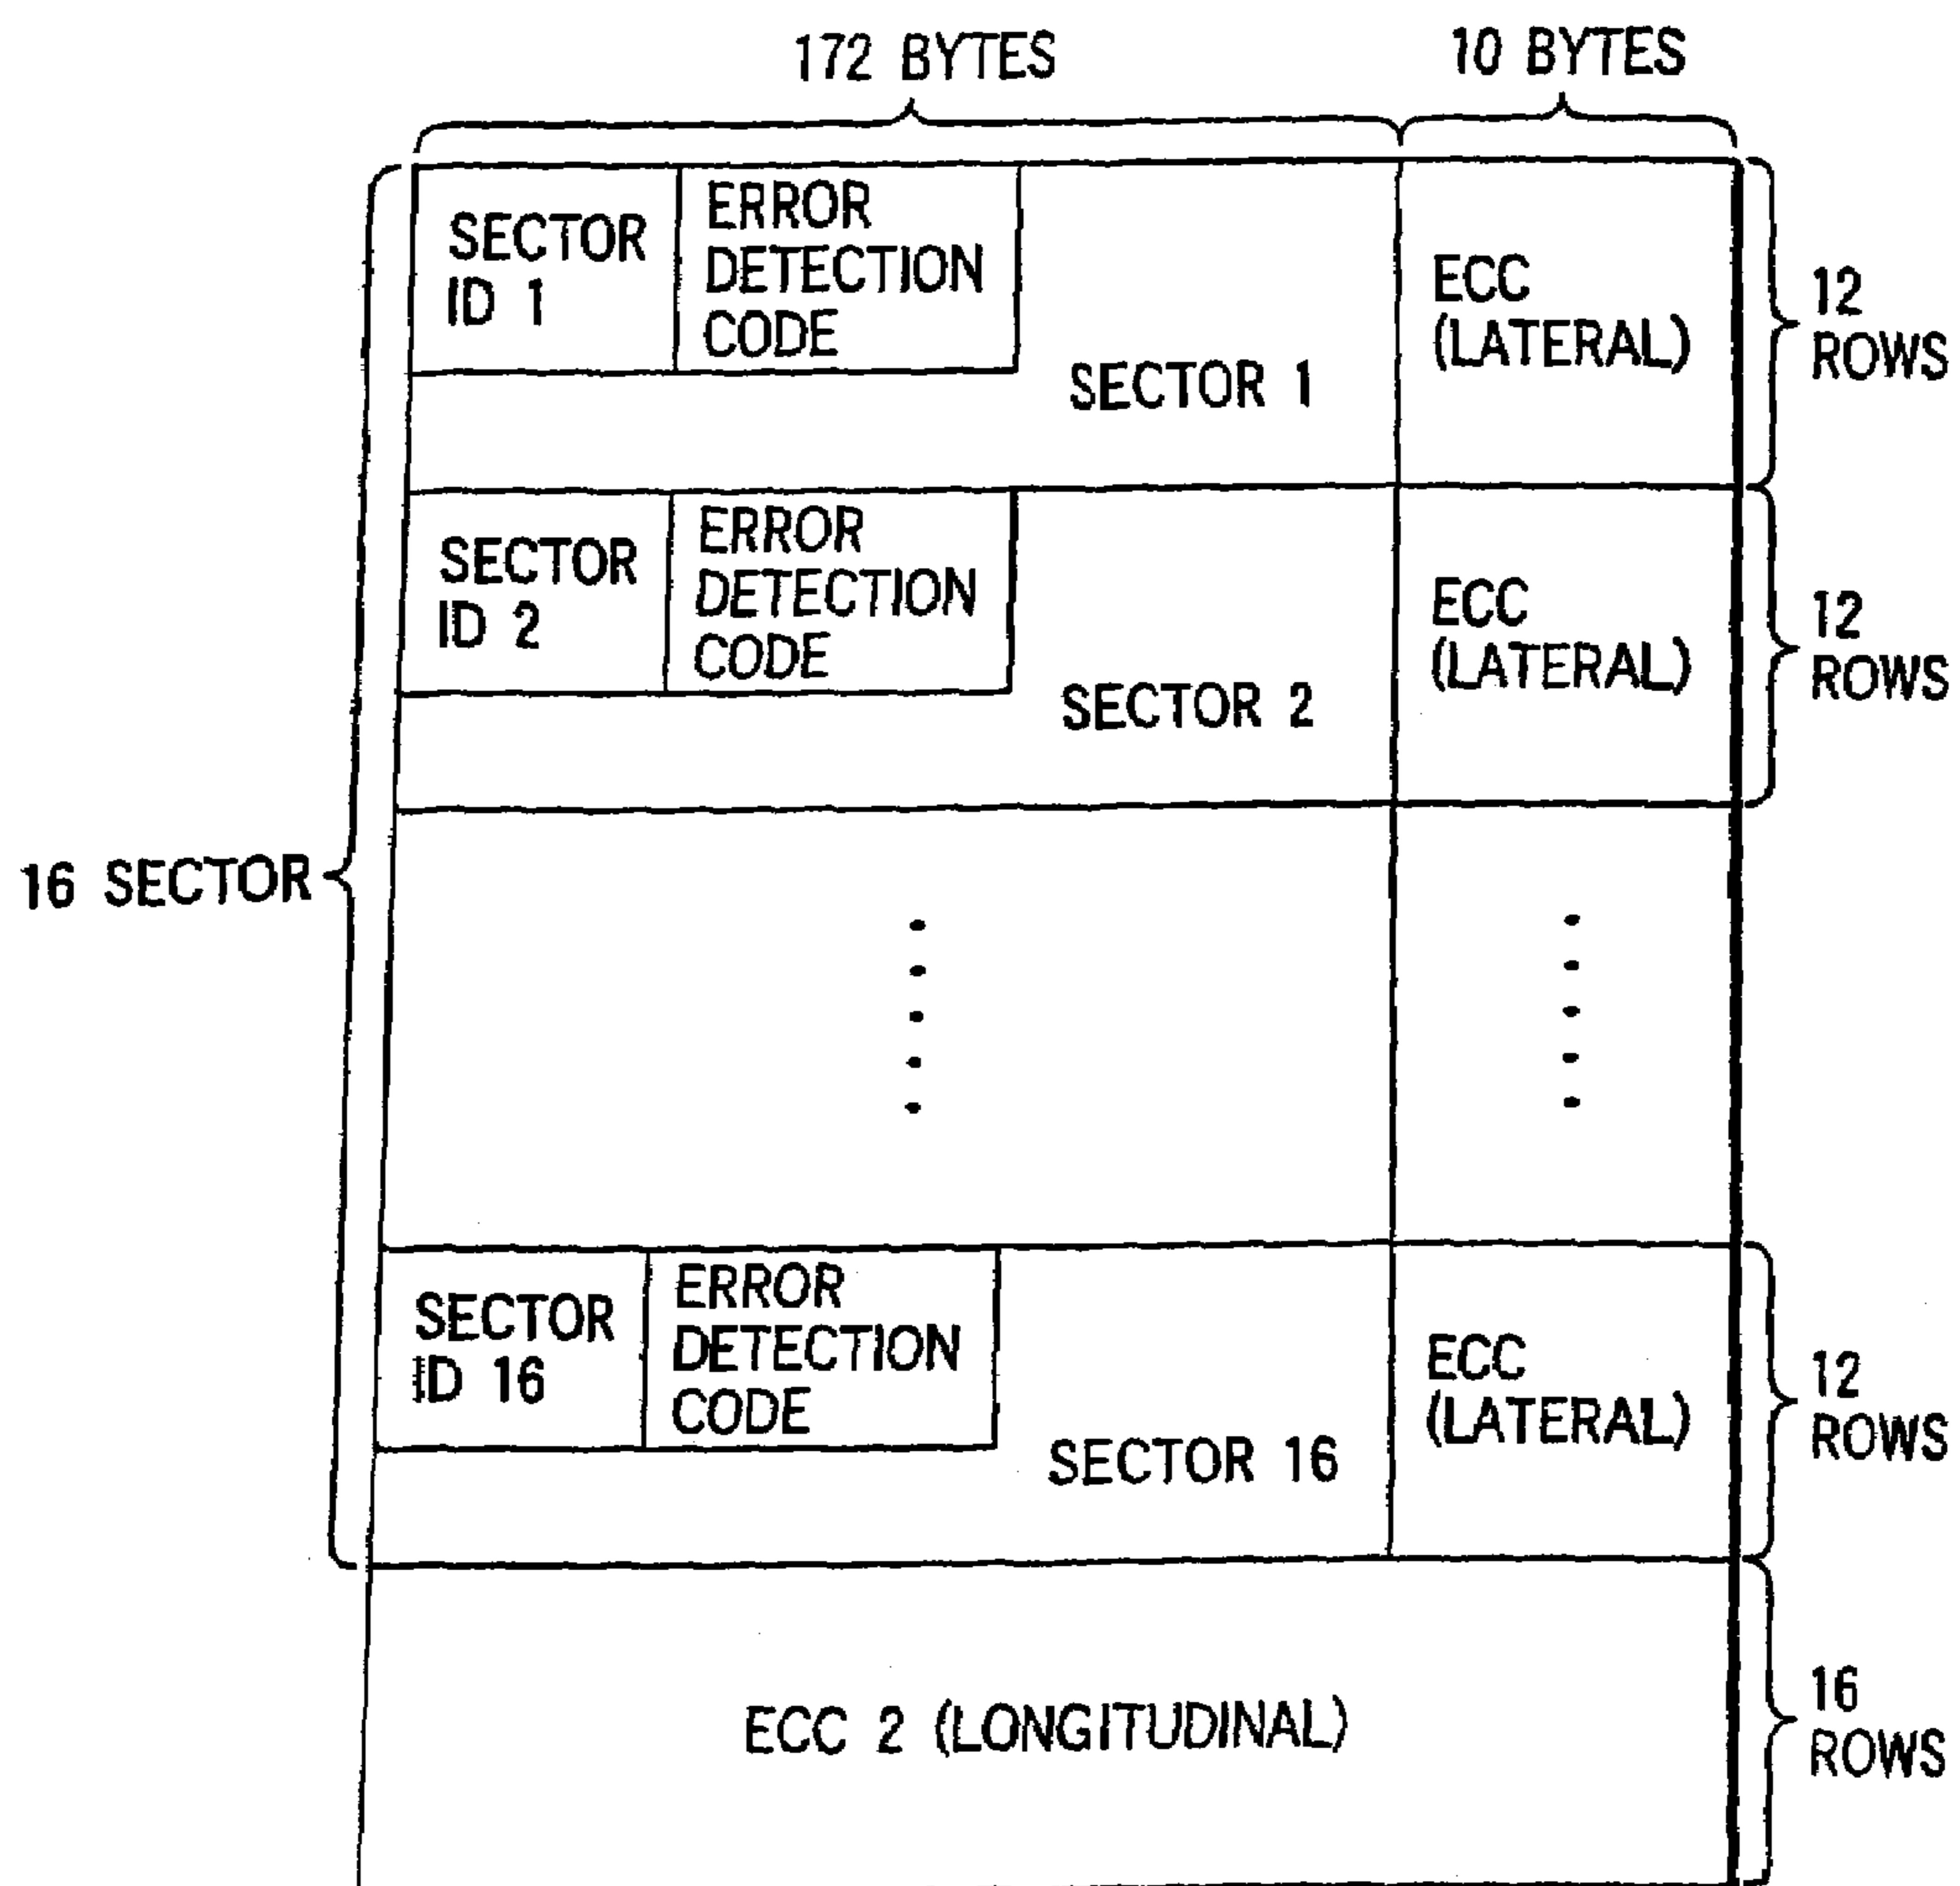 172 BYTES
10 BYTES
SECTOR
ID 1
ERROR
DETECTION
CODE
SECTOR 1
ECC
(LATERAL)
12
ROWS
SECTOR
ID 2
ERROR
DETECTION
CODE
SECTOR 2
ECC
(LATERAL)
12
ROWS
16 SECTOR
SECTOR
ID 16
ERROR
DETECTION
CODE
SECTOR 16
ECC
(LATERAL)
12
ROWS
ECC 2 (LONGITUDINAL)
16
ROWS